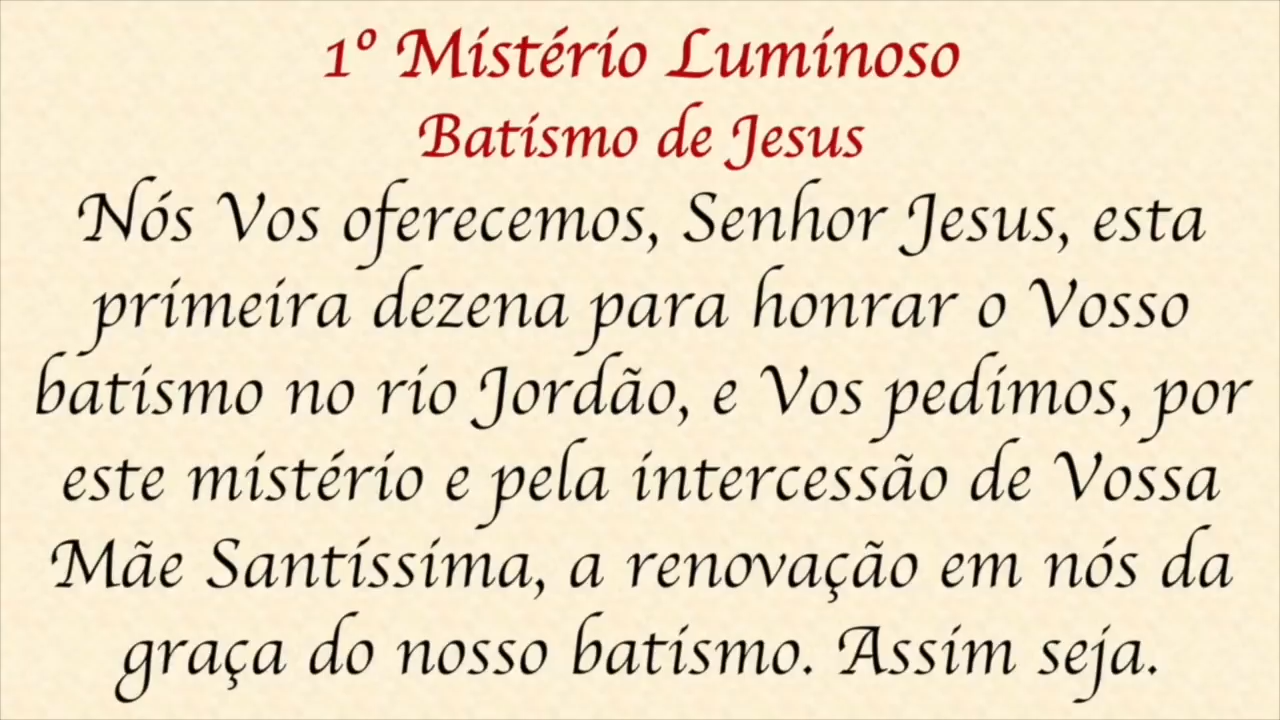 1º Mistério Luminoso
Batismo de Jesus
Nós Vos oferecemos, Senhor Jesus, esta
primeira dezena para honrar o Vosso
batismo no rio Jordão, e Vos pedimos, por
este mistério e pela intercessão de Vossa
Mãe Santíssima, a renovação em nós da
graça do nosso batismo. Assim seja.